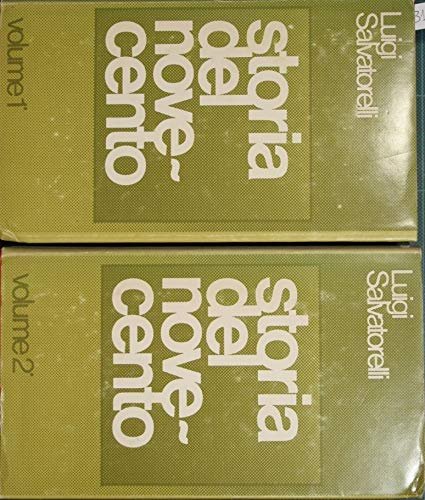 Luigi
Salvatorelli
storia
del
nove~
cento
volume 1°
Luigi
Salvatorelli
storia
del
nove~
cento
volume 2°